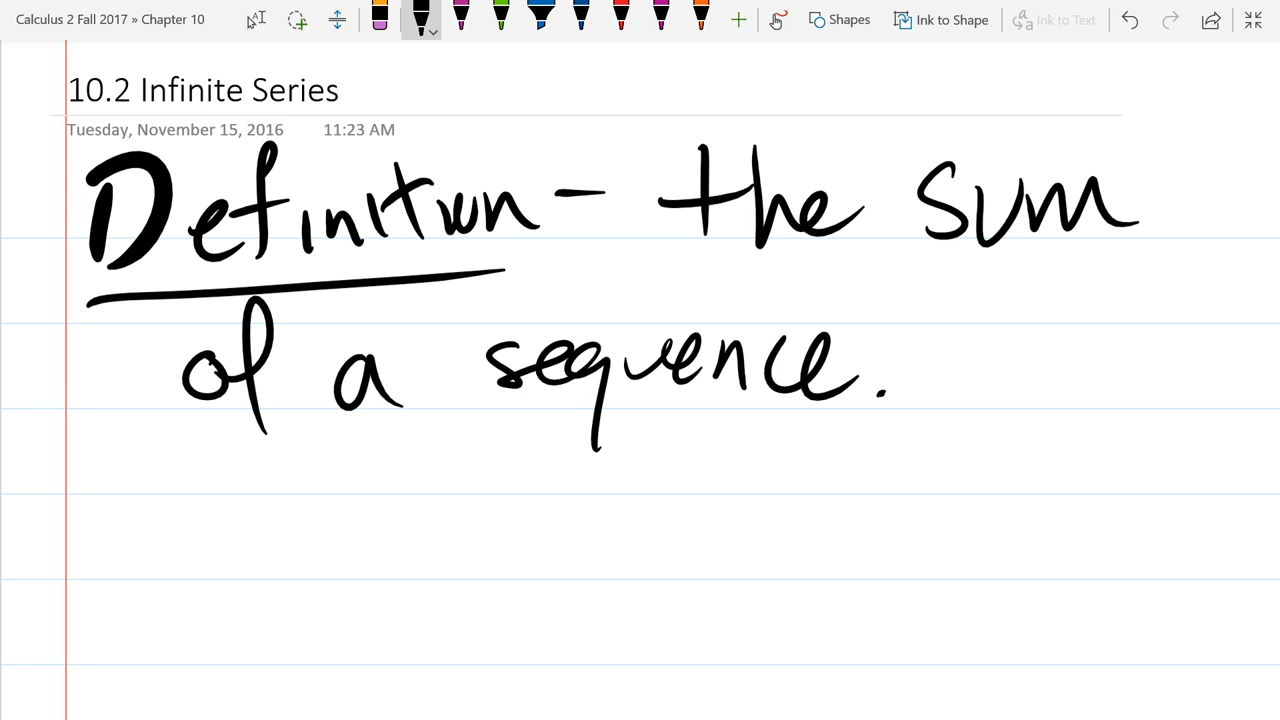 Calculus 2 Fall 2017 » Chapter 10
Shapes
Ink to Shape
Ink to Text
10.2 Infinite Series
Tuesday, November 15, 2016 11:23 AM
Definition - the sum
of a sequence.